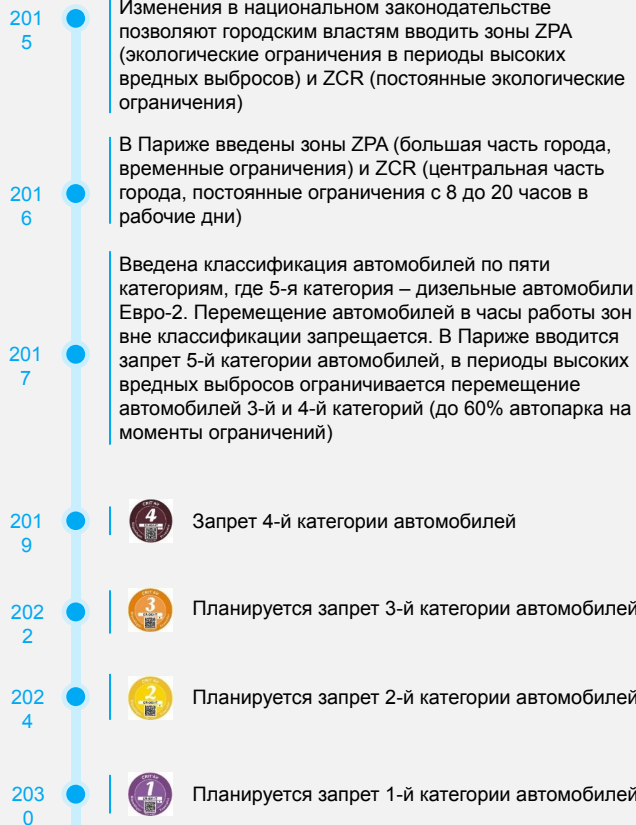 Изменения в национальном законодательстве
позволяют городским властям вводить зоны ZPA
(экологические ограничения в периоды высоких
вредных выбросов) и ZCR (постоянные экологические
ограничения)
201
5
В Париже введены зоны ZPA (большая часть города,
временные ограничения) и ZCR (центральная часть
города, постоянные ограничения с 8 до 20 часов в
рабочие дни)
201
6
Введена классификация автомобилей по пяти
категориям, где 5-я категория – дизельные автомобили
Евро-2. Перемещение автомобилей в часы работы зон
вне классификации запрещается. В Париже вводится
запрет 5-й категории автомобилей, в периоды высоких
вредных выбросов ограничивается перемещение
автомобилей 3-й и 4-й категорий (до 60% автопарка на
моменты ограничений)
201
7
201
9
4
Запрет 4-й категории автомобилей
202
2
3
Планируется запрет 3-й категории автомобилей
202
4
2
Планируется запрет 2-й категории автомобилей
203
0
1
Планируется запрет 1-й категории автомобилей